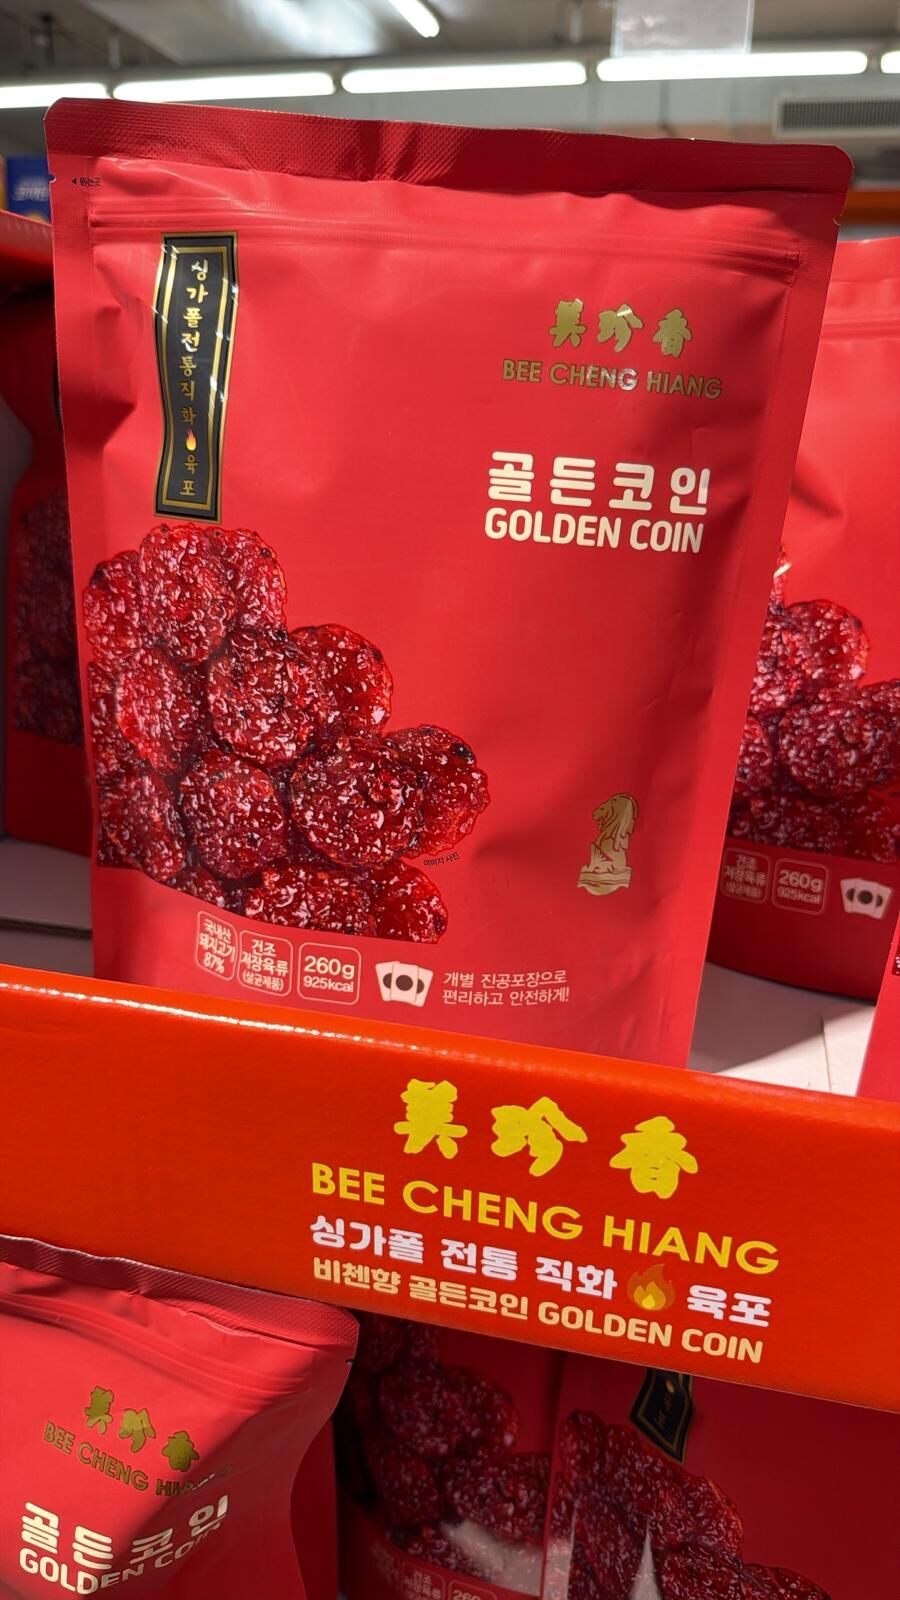 뜯는곳
싱가폴전통직화🔥육포
美珍香
BEE CHENG HIANG
골든코인
GOLDEN COIN
이미지 사진
국내산
돼지고기
87%
건조
저장육류
(살균제품)
260g
925kcal
개별 진공포장으로
편리하고 안전하게!
건조
저장육류
(살균제품)
260g
925kcal
美珍香
BEE CHENG HIANG
싱가폴 전통 직화🔥육포
비첸향 골든코인 GOLDEN COIN
美珍香
BEE CHENG HIANG
골든코인
GOLDEN COIN
건조
260g